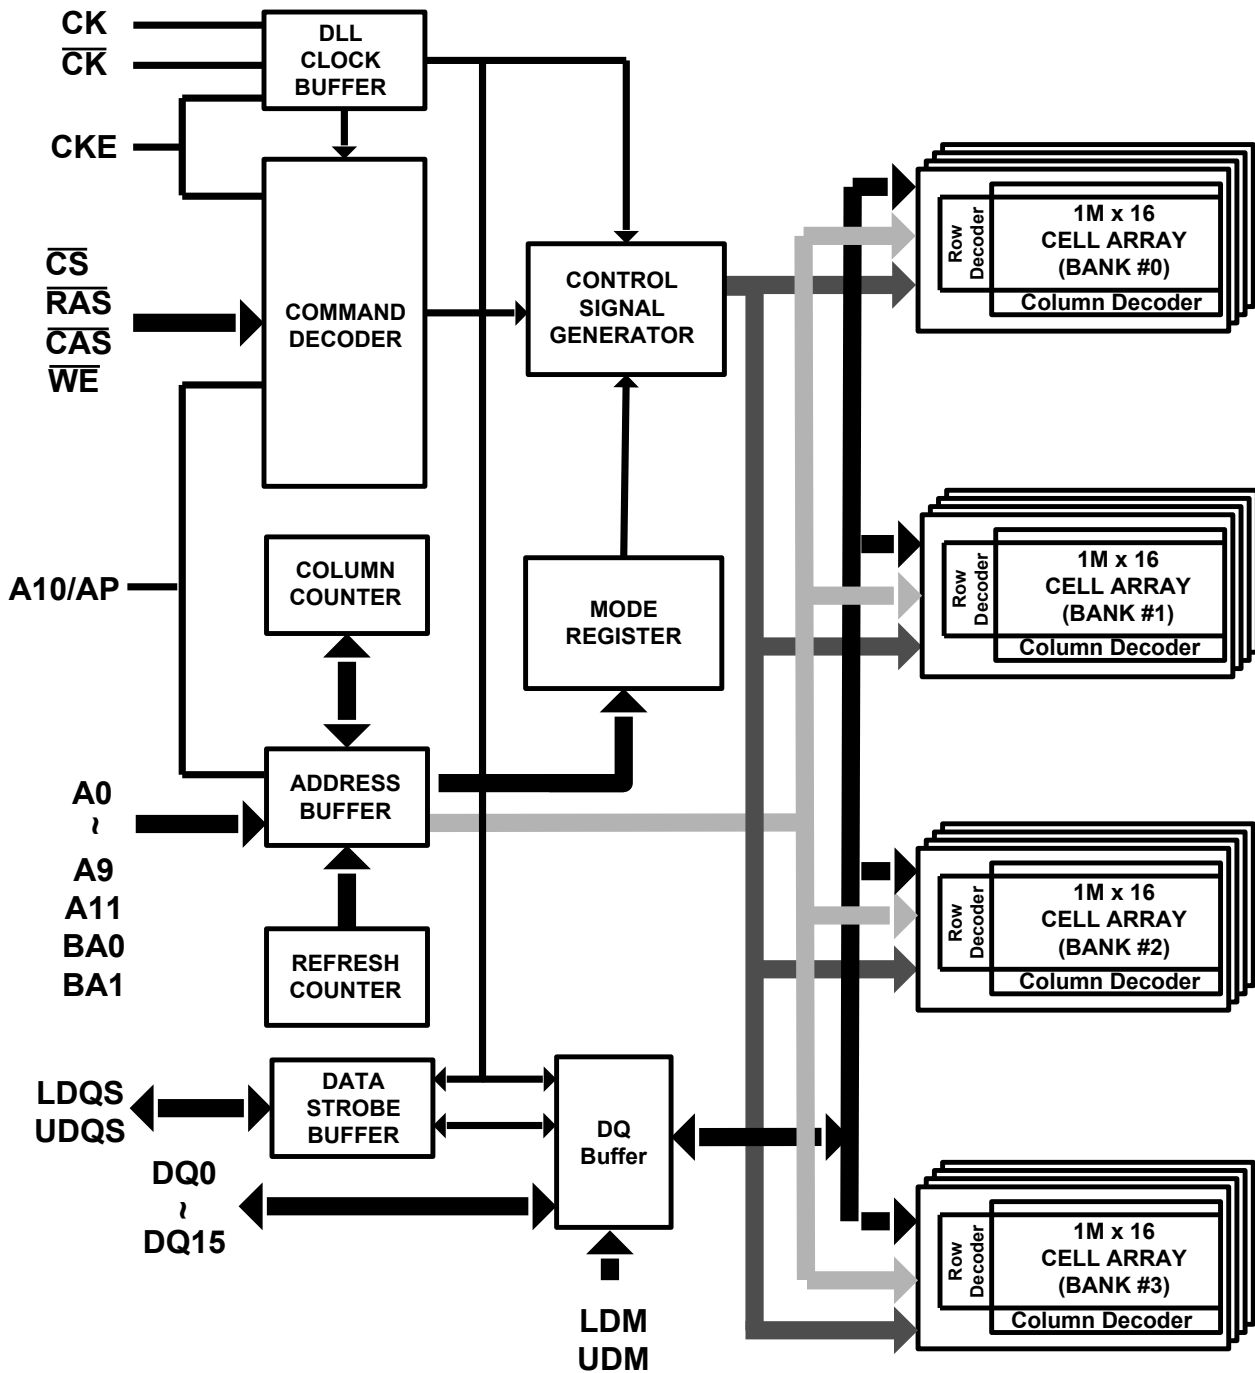 CK
CK
CKE
CS
RAS
CAS
WE
A10/AP
A0
~
A9
A11
BA0
BA1
LDQS
UDQS
DQ0
~
DQ15
DLL
CLOCK
BUFFER
COMMAND
DECODER
COLUMN
COUNTER
ADDRESS
BUFFER
REFRESH
COUNTER
DATA
STROBE
BUFFER
CONTROL
SIGNAL
GENERATOR
MODE
REGISTER
DQ
Buffer
LDM
UDM
Row
Decoder
1M x 16
CELL ARRAY
(BANK #0)
Column Decoder
Row
Decoder
1M x 16
CELL ARRAY
(BANK #1)
Column Decoder
Row
Decoder
1M x 16
CELL ARRAY
(BANK #2)
Column Decoder
Row
Decoder
1M x 16
CELL ARRAY
(BANK #3)
Column Decoder